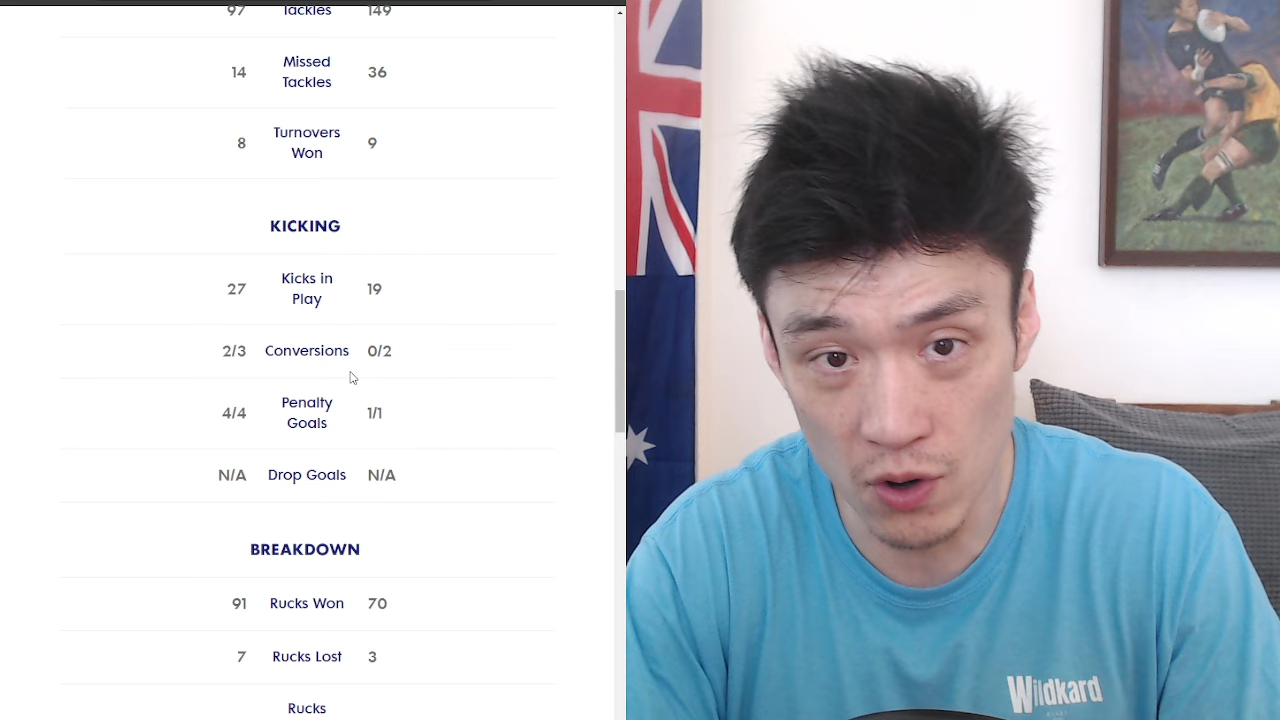 97 Tackles 149
14 Missed Tackles 36
8 Turnovers Won 9
KICKING
27 Kicks in Play 19
2/3 Conversions 0/2
4/4 Penalty Goals 1/1
N/A Drop Goals N/A
BREAKDOWN
91 Rucks Won 70
7 Rucks Lost 3
Rucks
Wildkard